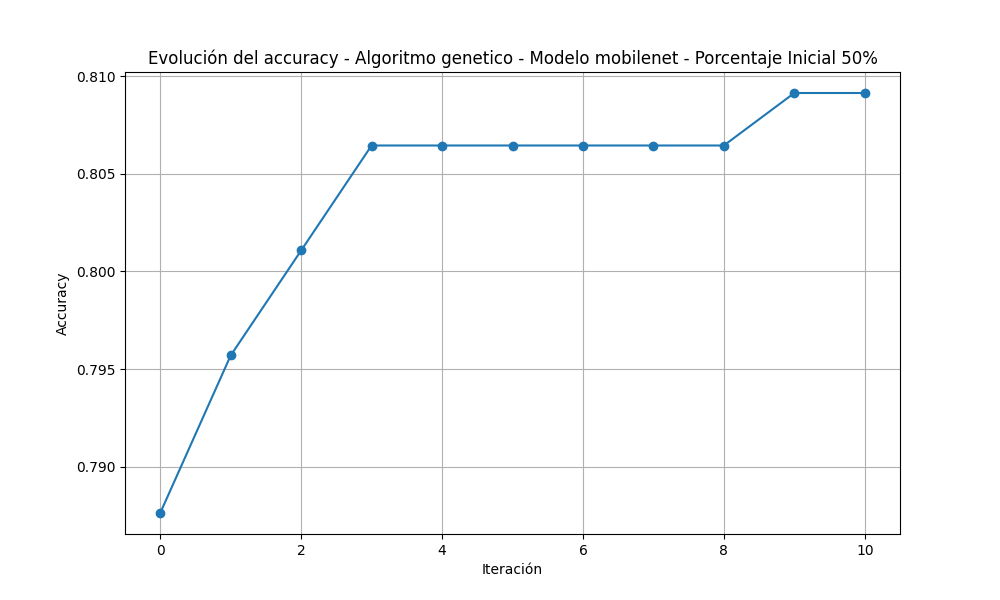 Evolución del accuracy - Algoritmo genetico - Modelo mobilenet - Porcentaje Inicial 50%
0.810
0.805
0.800
0.795
0.790
Accuracy
0 2 4 6 8 10
Iteración